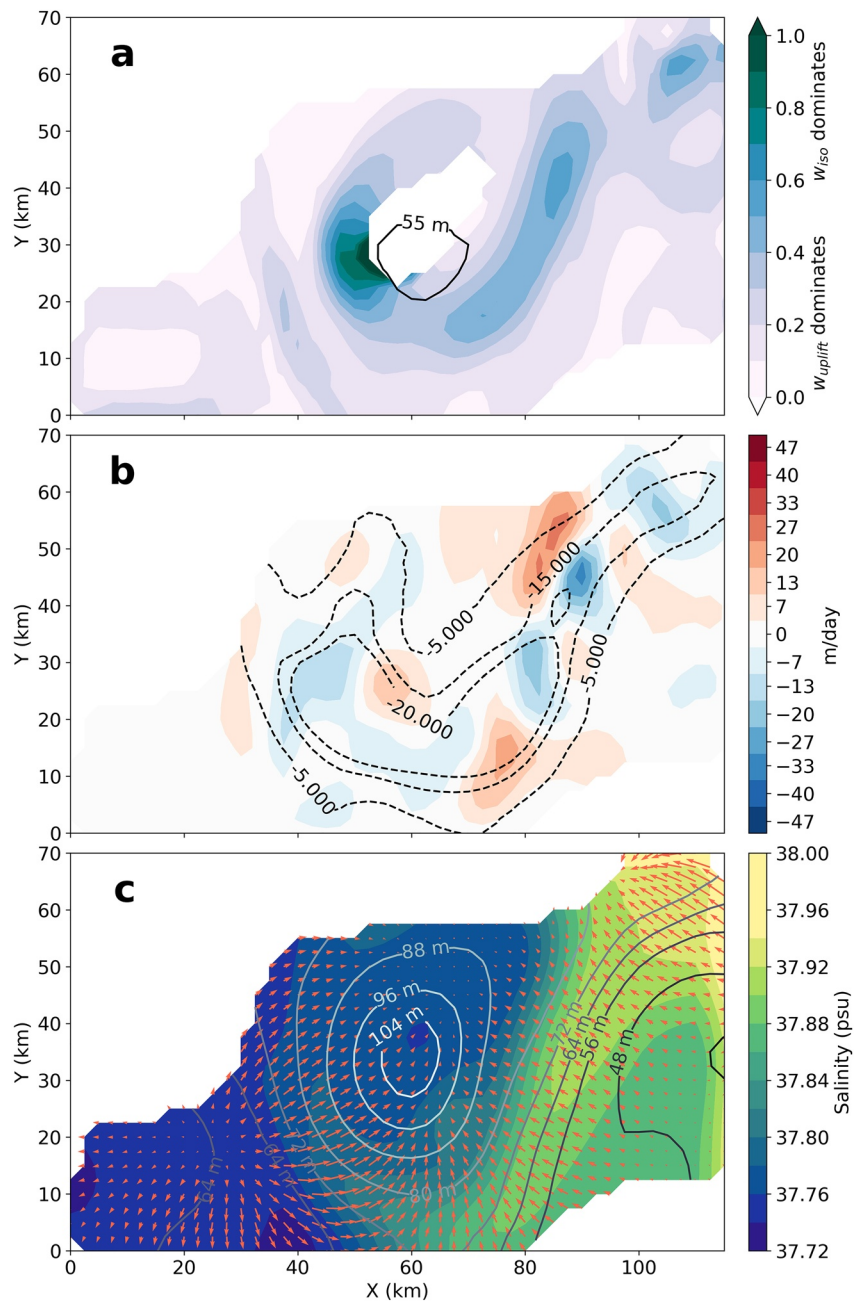 a
70
60
50
40
30
20
10
0
Y (km)
55 m
1.0
0.8
0.6
0.4
0.2
0.0
w_iso dominates
w_uplift dominates
b
70
60
50
40
30
20
10
0
Y (km)
-5.000
-15.000
-20.000
-5.000
-5.000
47
40
33
27
20
13
7
0
−7
−13
−20
−27
−33
−40
−47
m/day
c
70
60
50
40
30
20
10
0
Y (km)
88 m
96 m
104 m
72 m
64 m
56 m
48 m
64 m
64 m
72 m
80 m
0
20
40
60
80
100
X (km)
38.00
37.96
37.92
37.88
37.84
37.80
37.76
37.72
Salinity (psu)